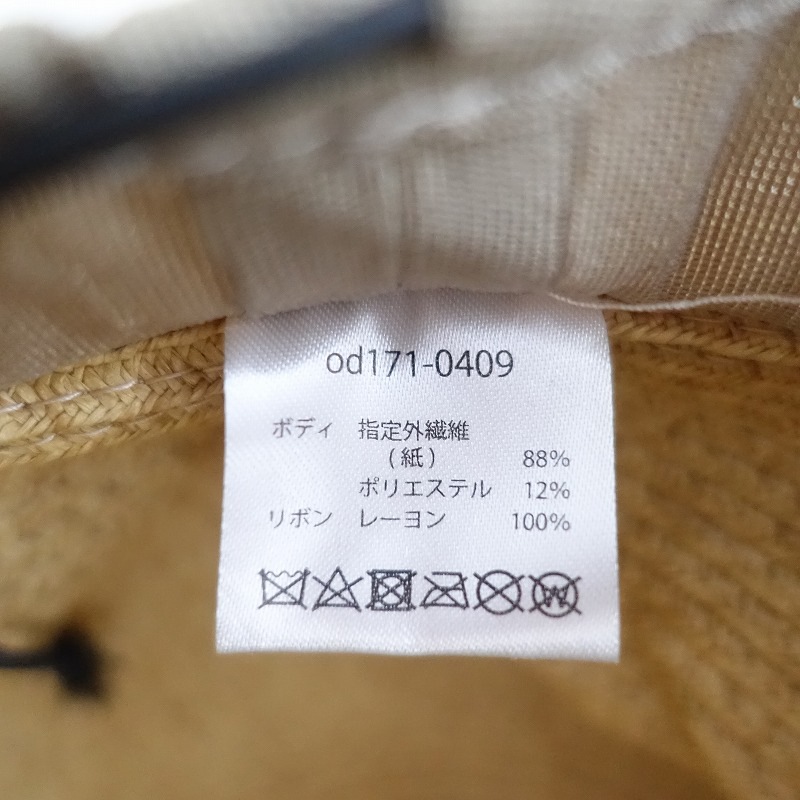 od171-0409
ボディ 指定外繊維
(紙) 88%
ポリエステル 12%
リボン レーヨン 100%
W